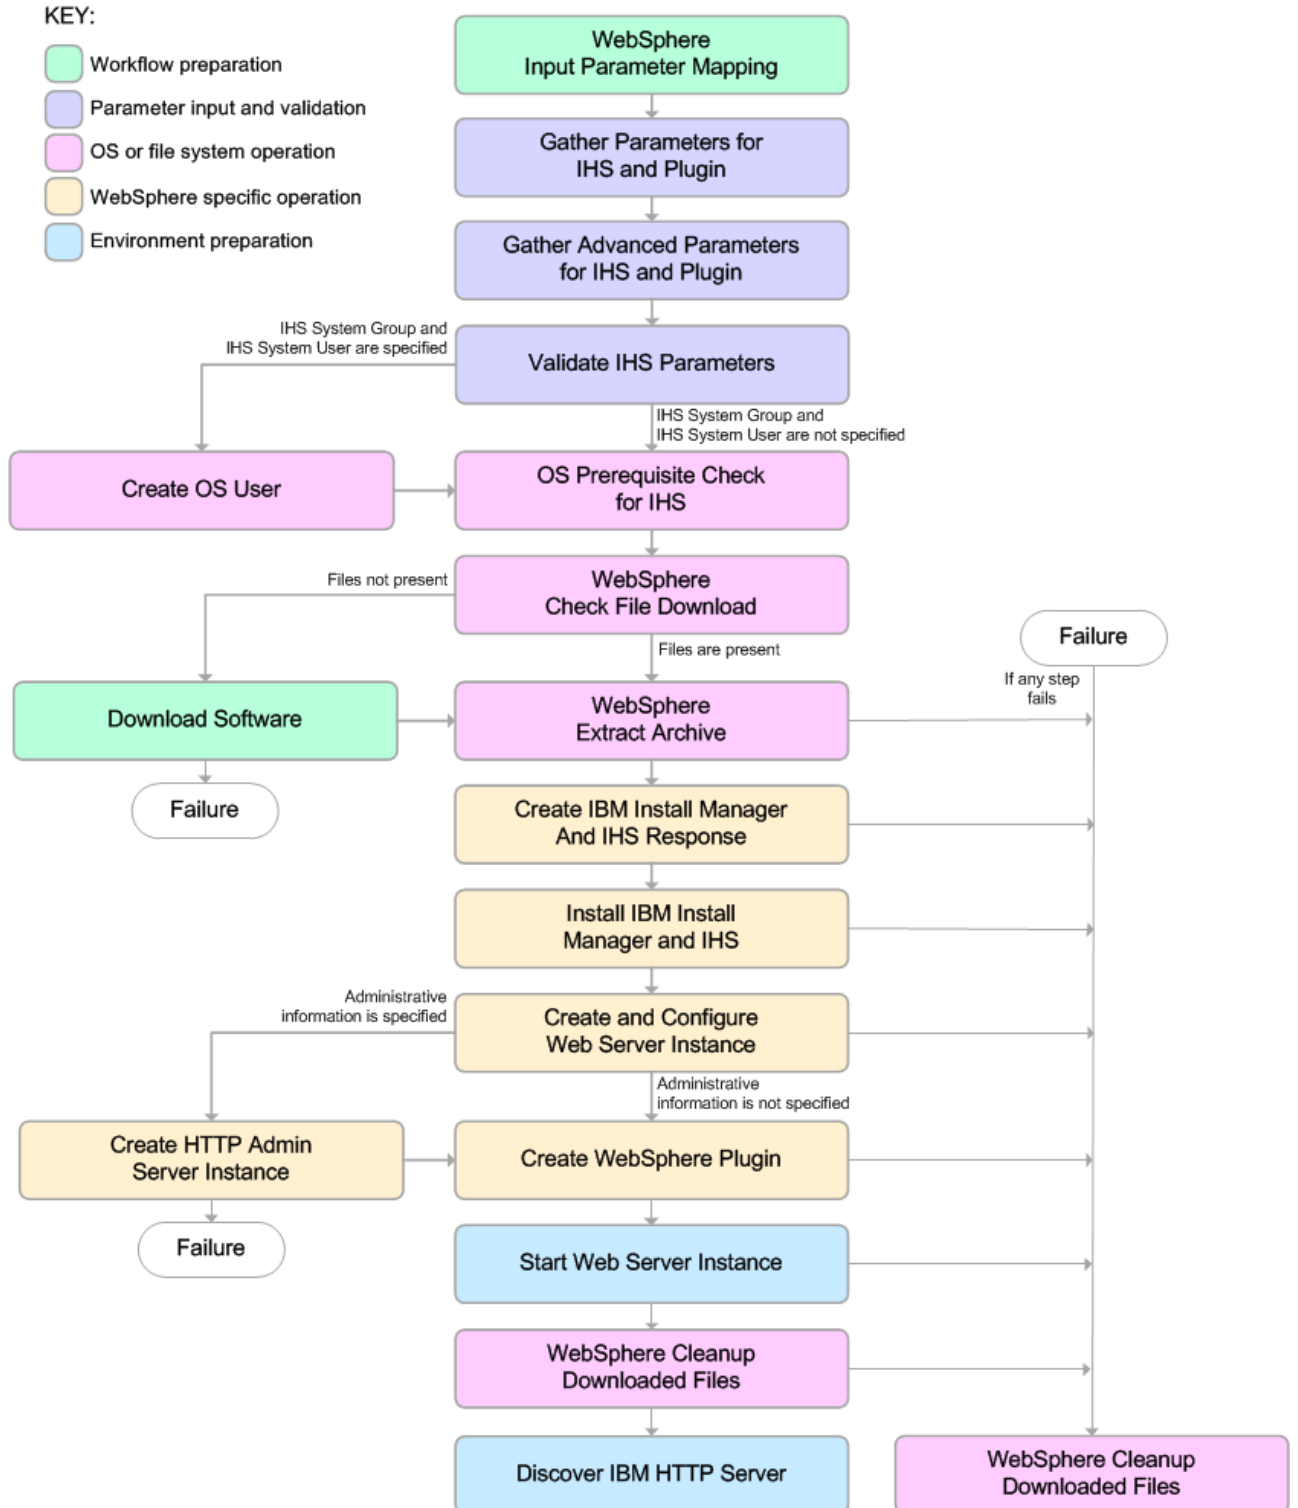 KEY:
Workflow preparation
Parameter input and validation
OS or file system operation
WebSphere specific operation
Environment preparation
WebSphere
Input Parameter Mapping
Gather Parameters for
IHS and Plugin
Gather Advanced Parameters
for IHS and Plugin
IHS System Group and
IHS System User are specified
Validate IHS Parameters
IHS System Group and
IHS System User are not specified
Create OS User
OS Prerequisite Check
for IHS
Files not present
WebSphere
Check File Download
Files are present
Failure
If any step
fails
Download Software
WebSphere
Extract Archive
Failure
Create IBM Install Manager
And IHS Response
Install IBM Install
Manager and IHS
Administrative
information is specified
Create and Configure
Web Server Instance
Administrative
information is not specified
Create HTTP Admin
Server Instance
Create WebSphere Plugin
Failure
Start Web Server Instance
WebSphere Cleanup
Downloaded Files
Discover IBM HTTP Server
WebSphere Cleanup
Downloaded Files